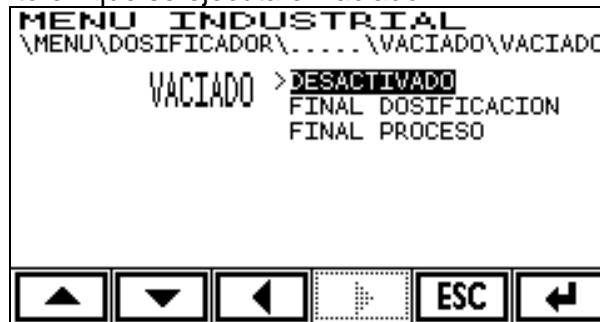 MENU INDUSTRIAL
\MENU\DOSIFICADOR\.....\VACIADO\VACIADO
VACIADO >DESACTIVADO
FINAL DOSIFICACION
FINAL PROCESO
ESC